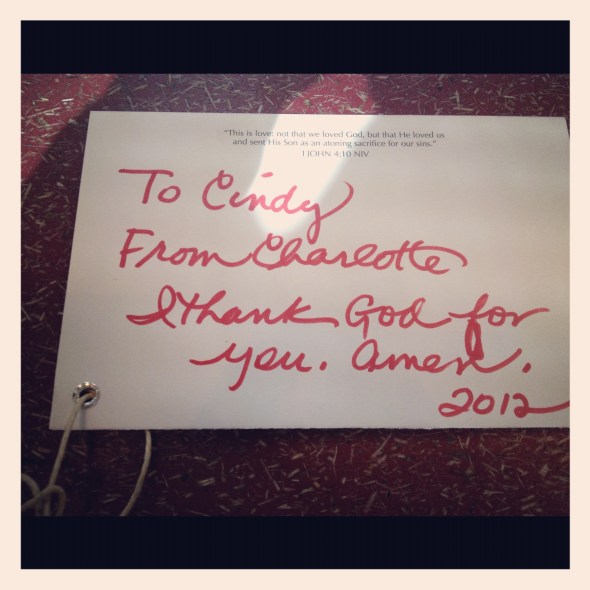 "This is love: not that we loved God, but that He loved us
and sent His Son as an atoning sacrifice for our sins."
1 JOHN 4:10 NIV
To Cindy
From Charlotte
I thank God for
you. Amen.
2012